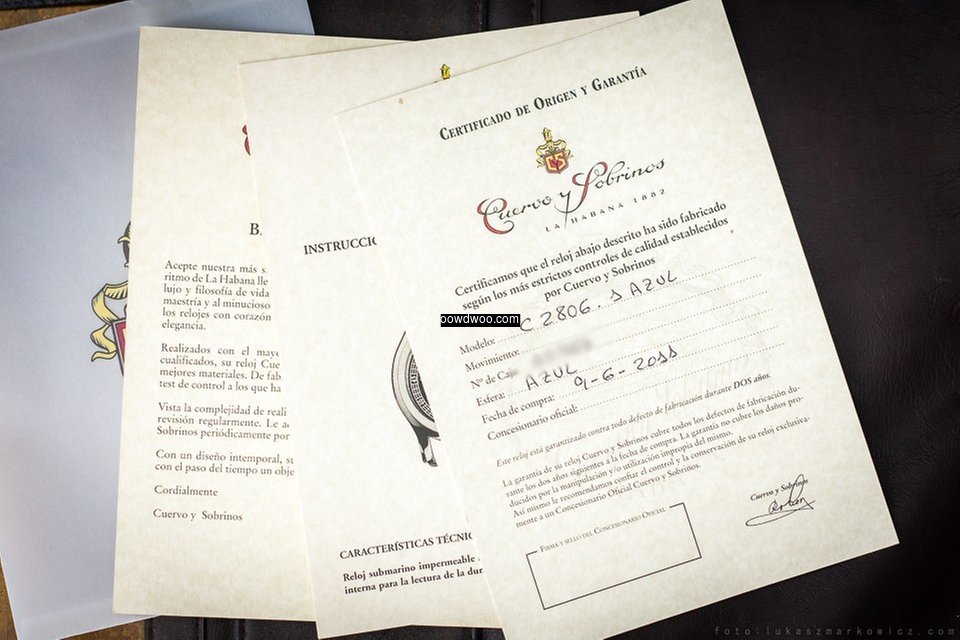 CERTIFICADO DE ORIGEN Y GARANTÍA
Cuervo y Sobrinos
LA HABANA 1882
Certificamos que el reloj abajo descrito ha sido fabricado
según los más estrictos controles de calidad establecidos
por Cuervo y Sobrinos
Modelo: C 2806. 1 AZUL
Movimiento:
Nº de Caja
Esfera: AZUL
Fecha de compra: 9-6-2011
Concesionario oficial:
Este reloj está garantizado contra todo defecto de fabricación durante DOS años.
La garantía de su reloj Cuervo y Sobrinos cubre todos los defectos de fabricación du-
rante los dos años siguientes a la fecha de compra. La garantía no cubre los daños pro-
ducidos por la manipulación y/o utilización impropia del mismo.
Así mismo le recomendamos confiar el control y la conservación de su reloj exclusiva-
mente a un Concesionario Oficial Cuervo y Sobrinos.
Cuervo y Sobrinos
FIRMA Y SELLO DEL CONCESIONARIO OFICIAL
INSTRUCCIO
CARACTERÍSTICAS TÉCNIC
Reloj submarino impermeable
interna para la lectura de la dur
Acepte nuestra más s
ritmo de La Habana lle
lujo y filosofía de vida
maestría y al minucioso
los relojes con corazón
elegancia.
Realizados con el mayo
cualificados, su reloj Cue
mejores materiales. De fab
test de control a los que ha
Vista la complejidad de reali
revisión regularmente. Le a
Sobrinos periódicamente por
Con un diseño intemporal, su
con el paso del tiempo un obje
Cordialmente
Cuervo y Sobrinos
powdwoo.com
foto:lukaszmarkowicz.com